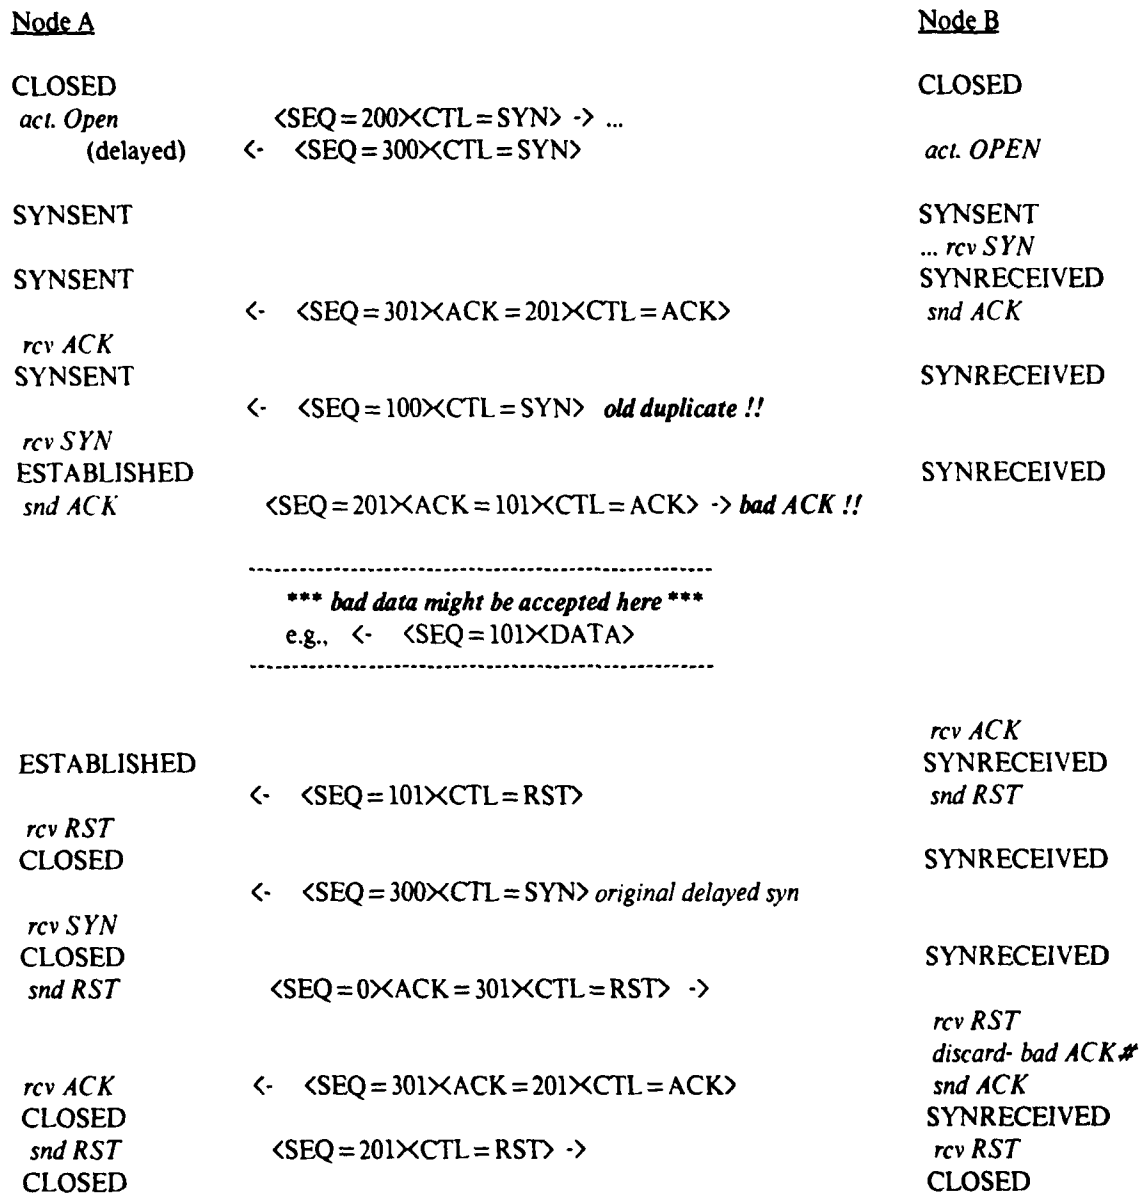 Node A Node B
CLOSED CLOSED
act. Open <SEQ=200><CTL=SYN> -> ...
(delayed) <- <SEQ=300><CTL=SYN> act. OPEN
SYNSENT SYNSENT
... rcv SYN
SYNSENT SYNRECEIVED
<- <SEQ=301><ACK=201><CTL=ACK> snd ACK
rcv ACK
SYNSENT SYNRECEIVED
<- <SEQ=100><CTL=SYN> old duplicate !!
rcv SYN
ESTABLISHED SYNRECEIVED
snd ACK <SEQ=201><ACK=101><CTL=ACK> -> bad ACK !!
*** bad data might be accepted here ***
e.g., <- <SEQ=101><DATA>
rcv ACK
ESTABLISHED SYNRECEIVED
<- <SEQ=101><CTL=RST> snd RST
rcv RST
CLOSED SYNRECEIVED
<- <SEQ=300><CTL=SYN> original delayed syn
rcv SYN
CLOSED SYNRECEIVED
snd RST <SEQ=0><ACK=301><CTL=RST> ->
rcv RST
discard- bad ACK#
rcv ACK <- <SEQ=301><ACK=201><CTL=ACK> snd ACK
CLOSED SYNRECEIVED
snd RST <SEQ=201><CTL=RST> -> rcv RST
CLOSED CLOSED